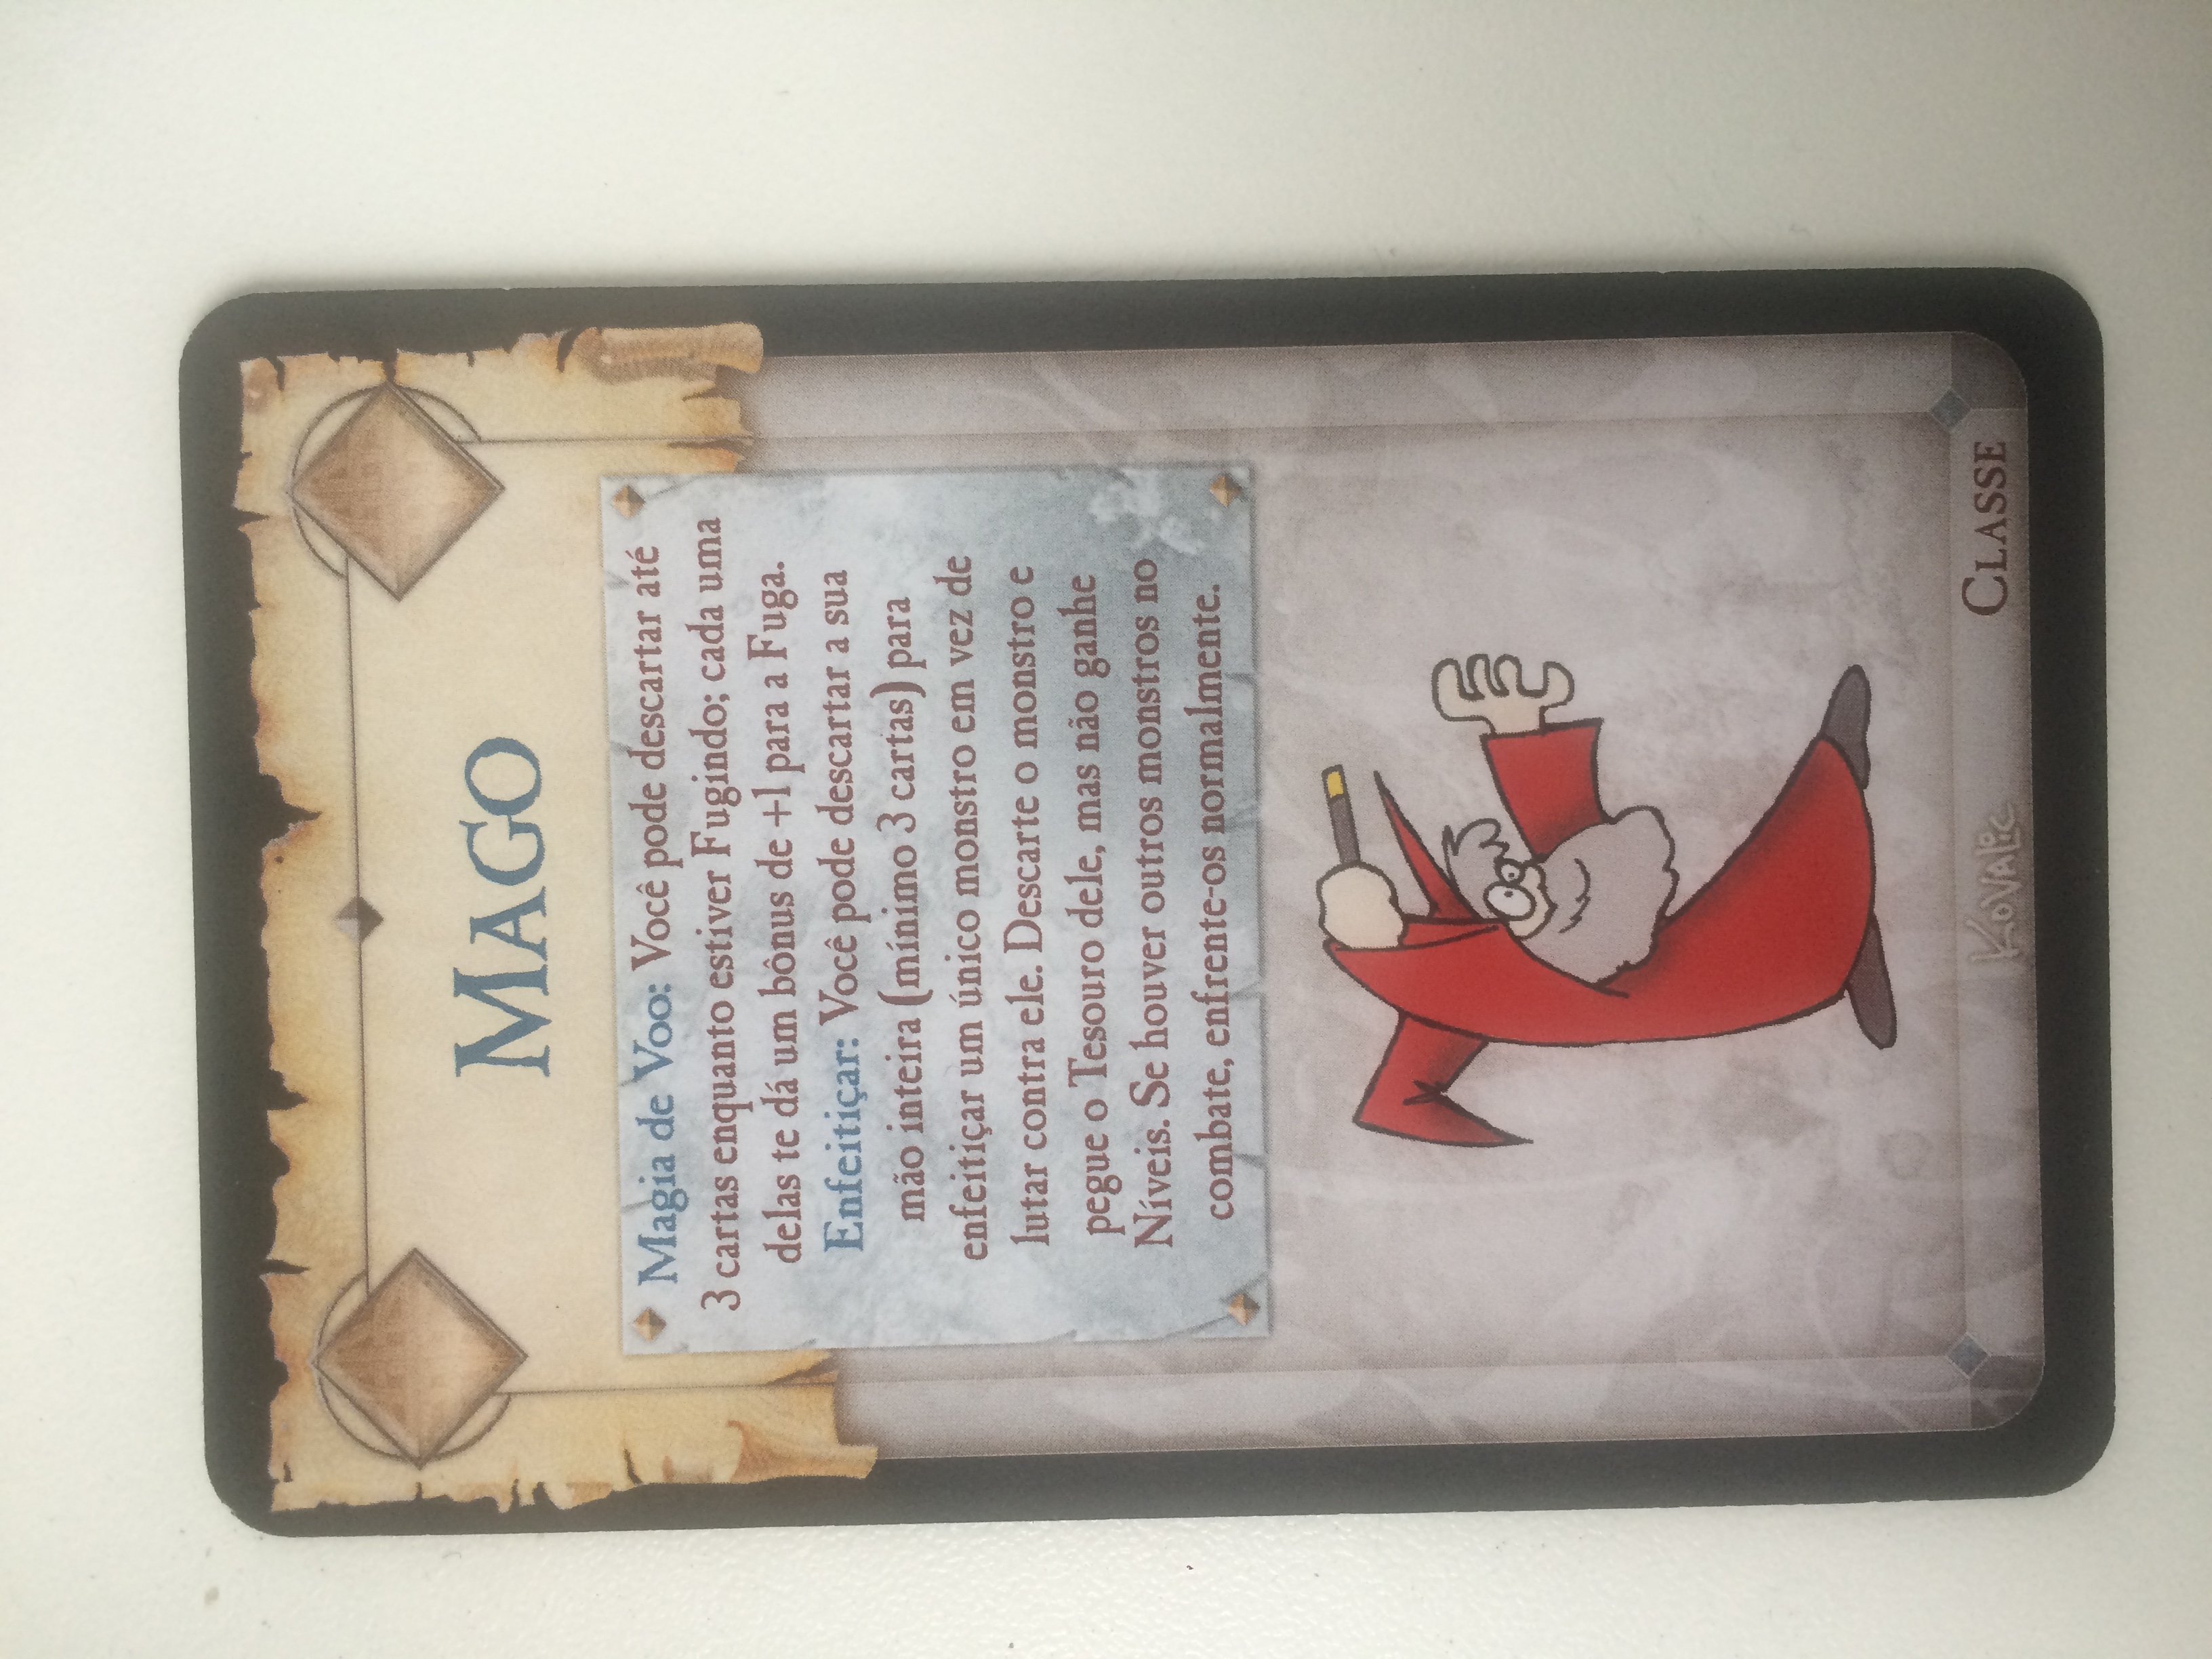 Mago
Magia de Voo: Você pode descartar até
3 cartas enquanto estiver Fugindo; cada uma
delas te dá um bônus de +1 para a Fuga.
Enfeitiçar: Você pode descartar a sua
mão inteira (mínimo 3 cartas) para
enfeitiçar um único monstro em vez de
lutar contra ele. Descarte o monstro e
pegue o Tesouro dele, mas não ganhe
Níveis. Se houver outros monstros no
combate, enfrente-os normalmente.
Kovalic
Classe